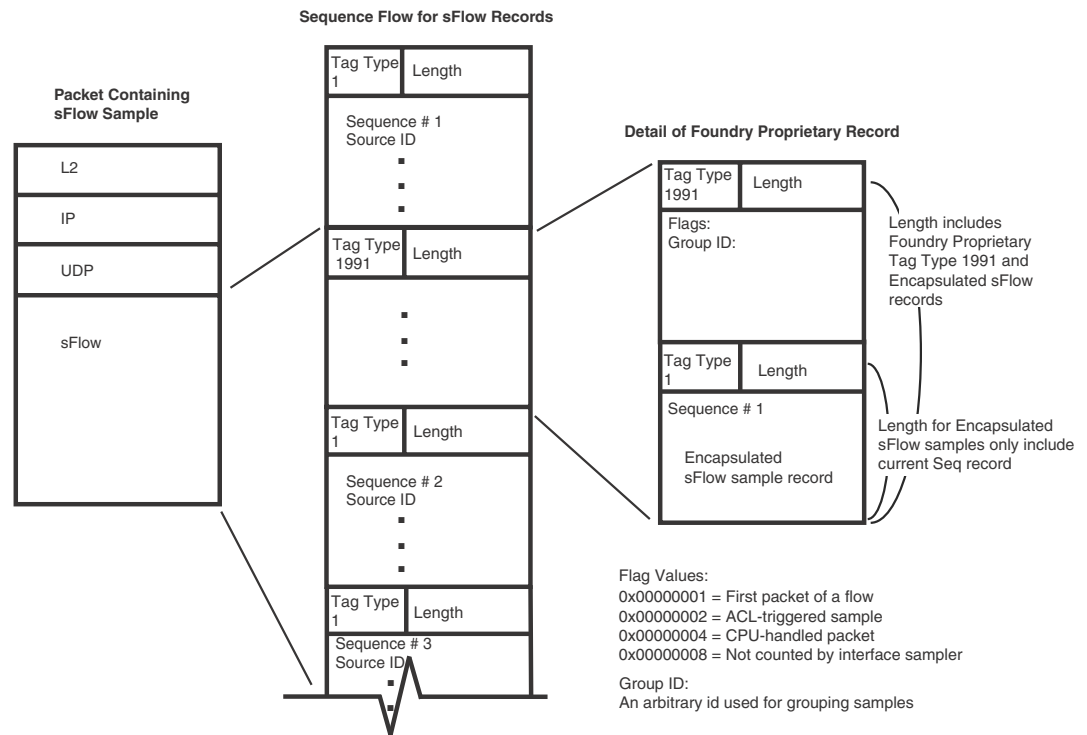 Sequence Flow for sFlow Records
Packet Containing
sFlow Sample
L2
IP
UDP
sFlow
Tag Type
1
Length
Sequence # 1
Source ID
Tag Type
1991
Length
Tag Type
1
Length
Sequence # 2
Source ID
Tag Type
1
Length
Sequence # 3
Source ID
Detail of Foundry Proprietary Record
Tag Type
1991
Length
Flags:
Group ID:
Tag Type
1
Length
Sequence # 1
Encapsulated
sFlow sample record
Length includes
Foundry Proprietary
Tag Type 1991 and
Encapsulated sFlow
records
Length for Encapsulated
sFlow samples only include
current Seq record
Flag Values:
0x00000001 = First packet of a flow
0x00000002 = ACL-triggered sample
0x00000004 = CPU-handled packet
0x00000008 = Not counted by interface sampler
Group ID:
An arbitrary id used for grouping samples